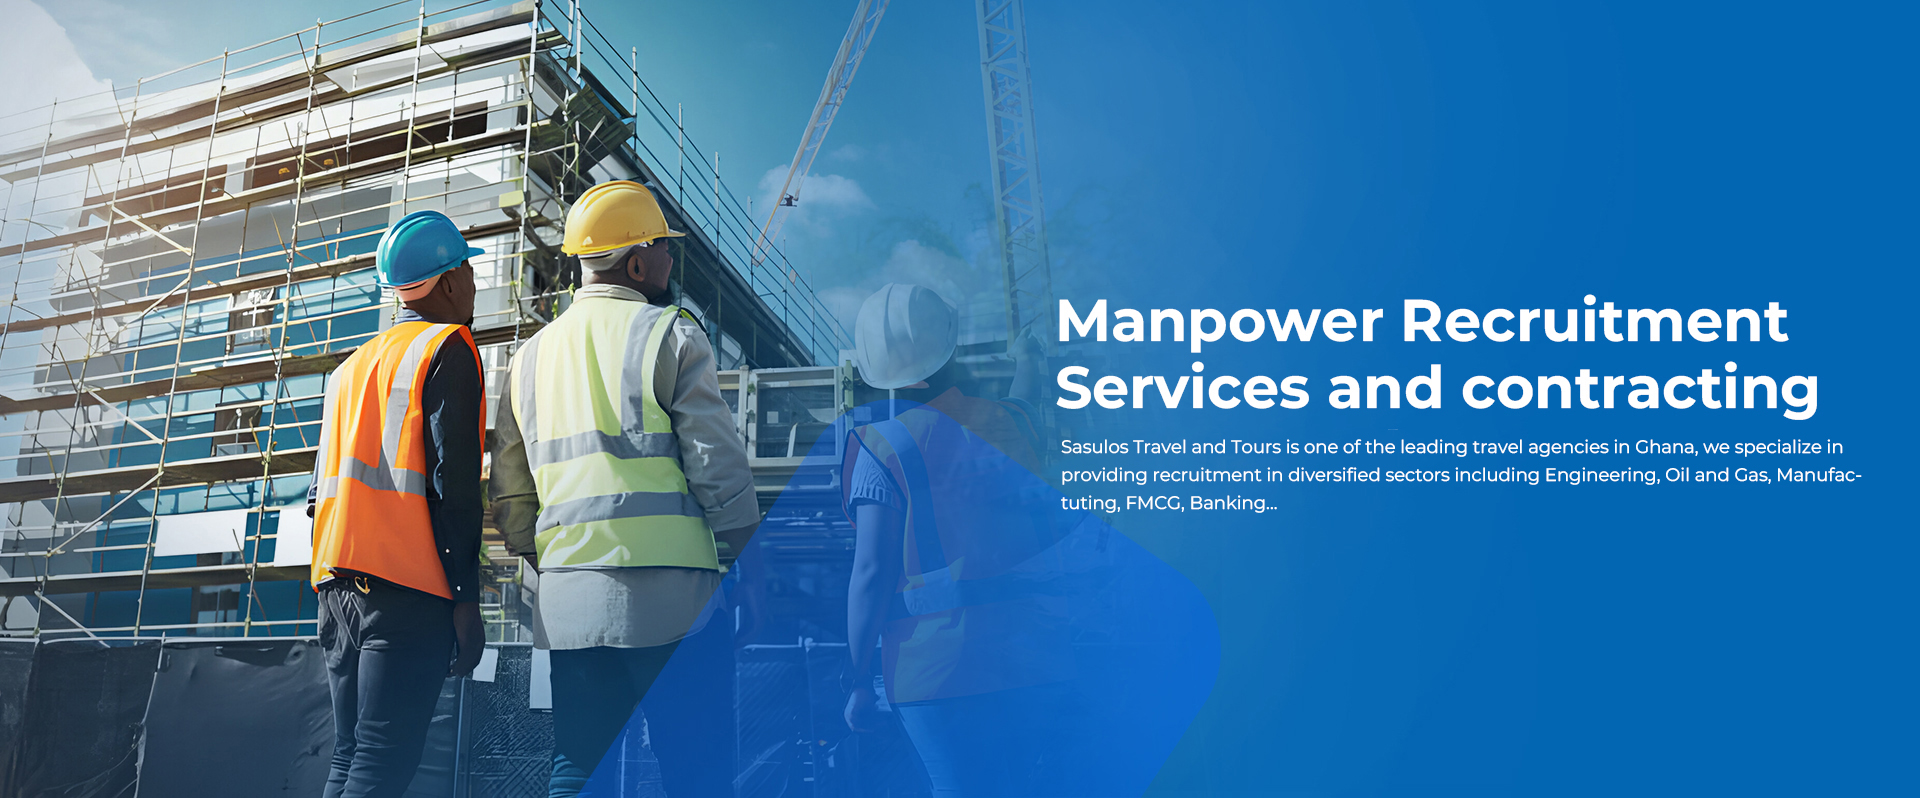 Manpower Recruitment
Services and contracting
Sasulos Travel and Tours is one of the leading travel agencies in Ghana, we specialize in
providing recruitment in diversified sectors including Engineering, Oil and Gas, Manufac-
tuting, FMCG, Banking...